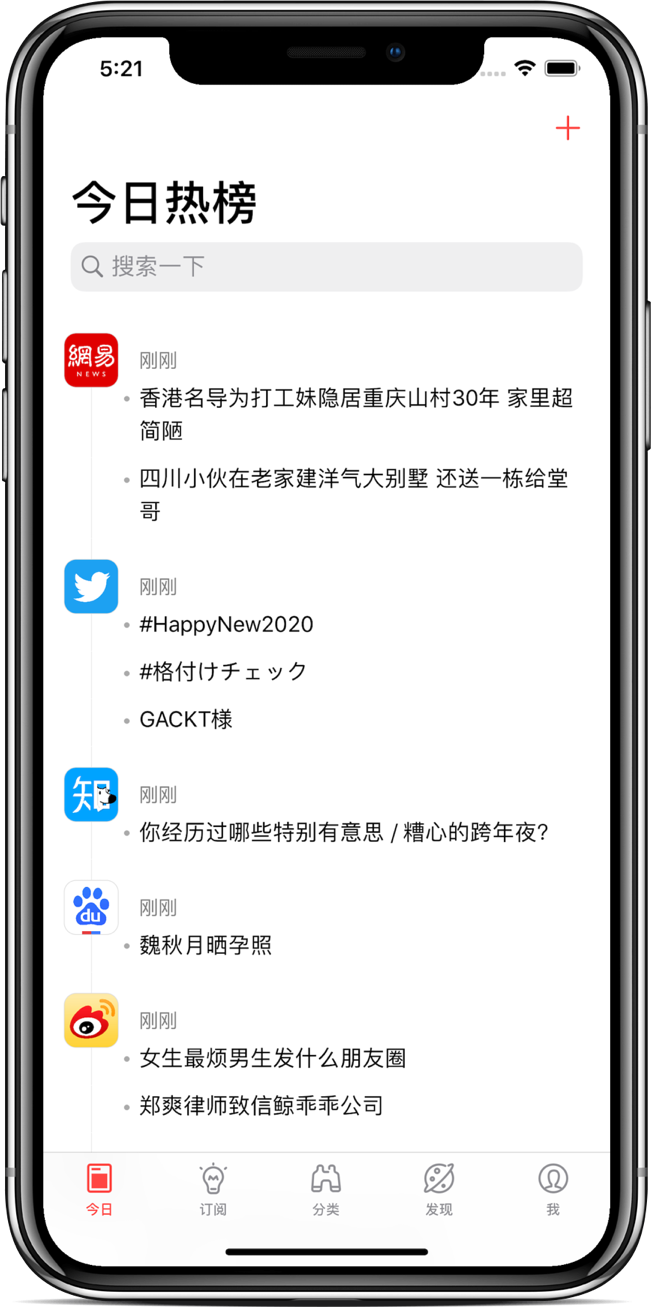 5:21
今日热榜
搜索一下
網易
NEWS
刚刚
香港名导为打工妹隐居重庆山村30年 家里超
简陋
四川小伙在老家建洋气大别墅 还送一栋给堂
哥
刚刚
#HappyNew2020
#格付けチェック
GACKT様
知
刚刚
你经历过哪些特别有意思 / 糟心的跨年夜?
du
刚刚
魏秋月晒孕照
刚刚
女生最烦男生发什么朋友圈
郑爽律师致信鲸乖乖公司
今日
订阅
分类
发现
我